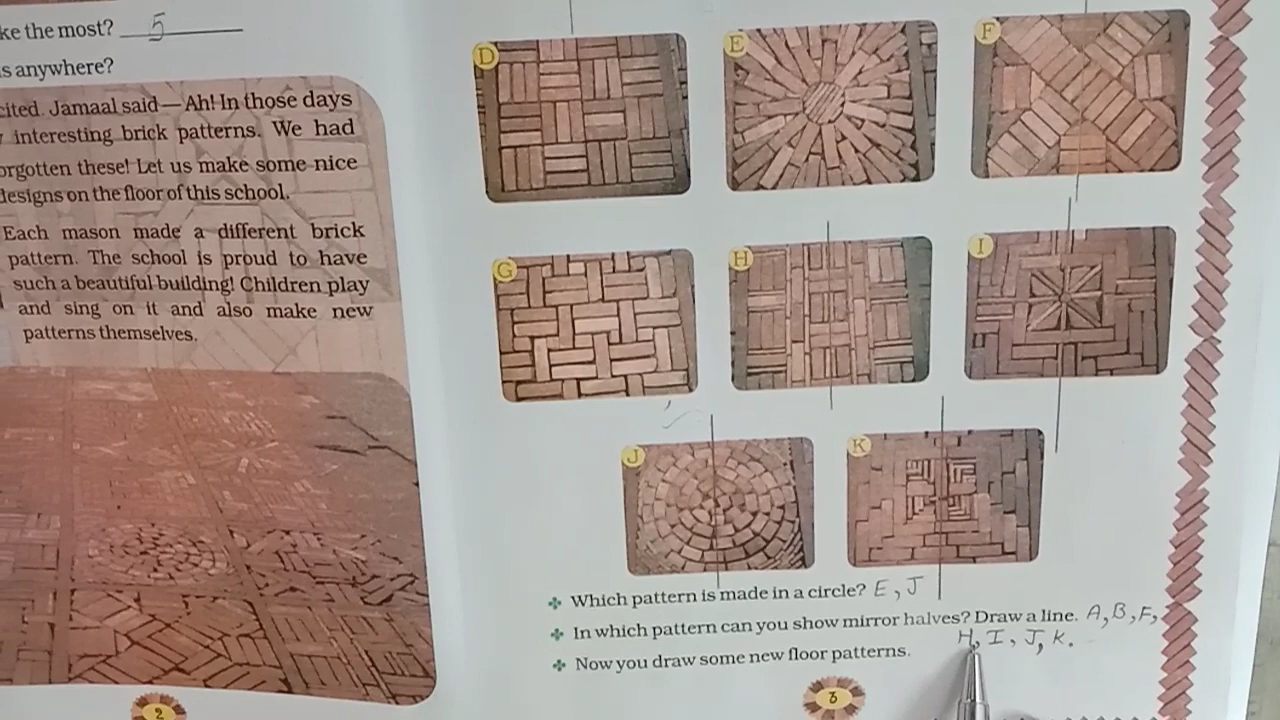 ke the most? 5
s anywhere?
cited. Jamaal said—Ah! In those days
interesting brick patterns. We had
orgotten these! Let us make some nice
designs on the floor of this school.
Each mason made a different brick
pattern. The school is proud to have
such a beautiful building! Children play
and sing on it and also make new
patterns themselves.
2
D
E
F
G
H
I
J
K
Which pattern is made in a circle? E, J
In which pattern can you show mirror halves? Draw a line. A, B, F,
H, I, J, K.
Now you draw some new floor patterns.
3